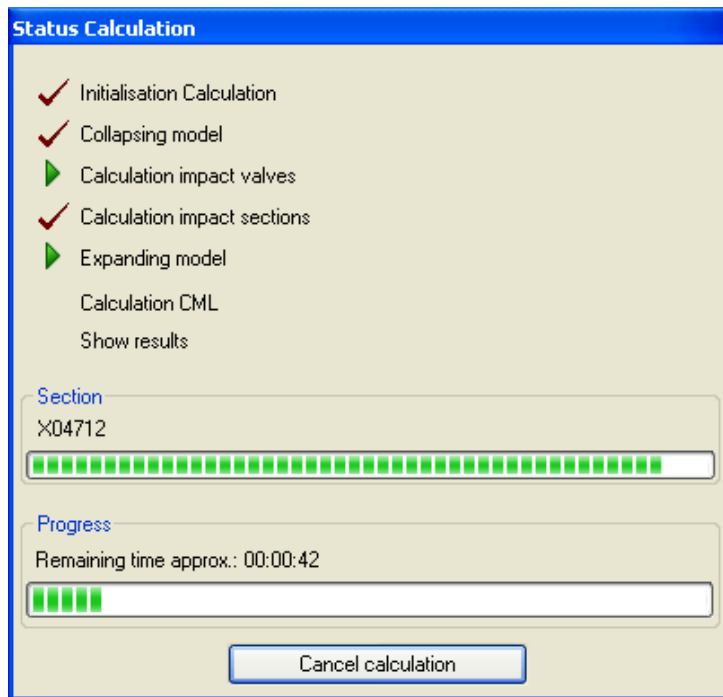 Status Calculation
Initialisation Calculation
Collapsing model
Calculation impact valves
Calculation impact sections
Expanding model
Calculation CML
Show results
Section
X04712
Progress
Remaining time approx.: 00:00:42
Cancel calculation